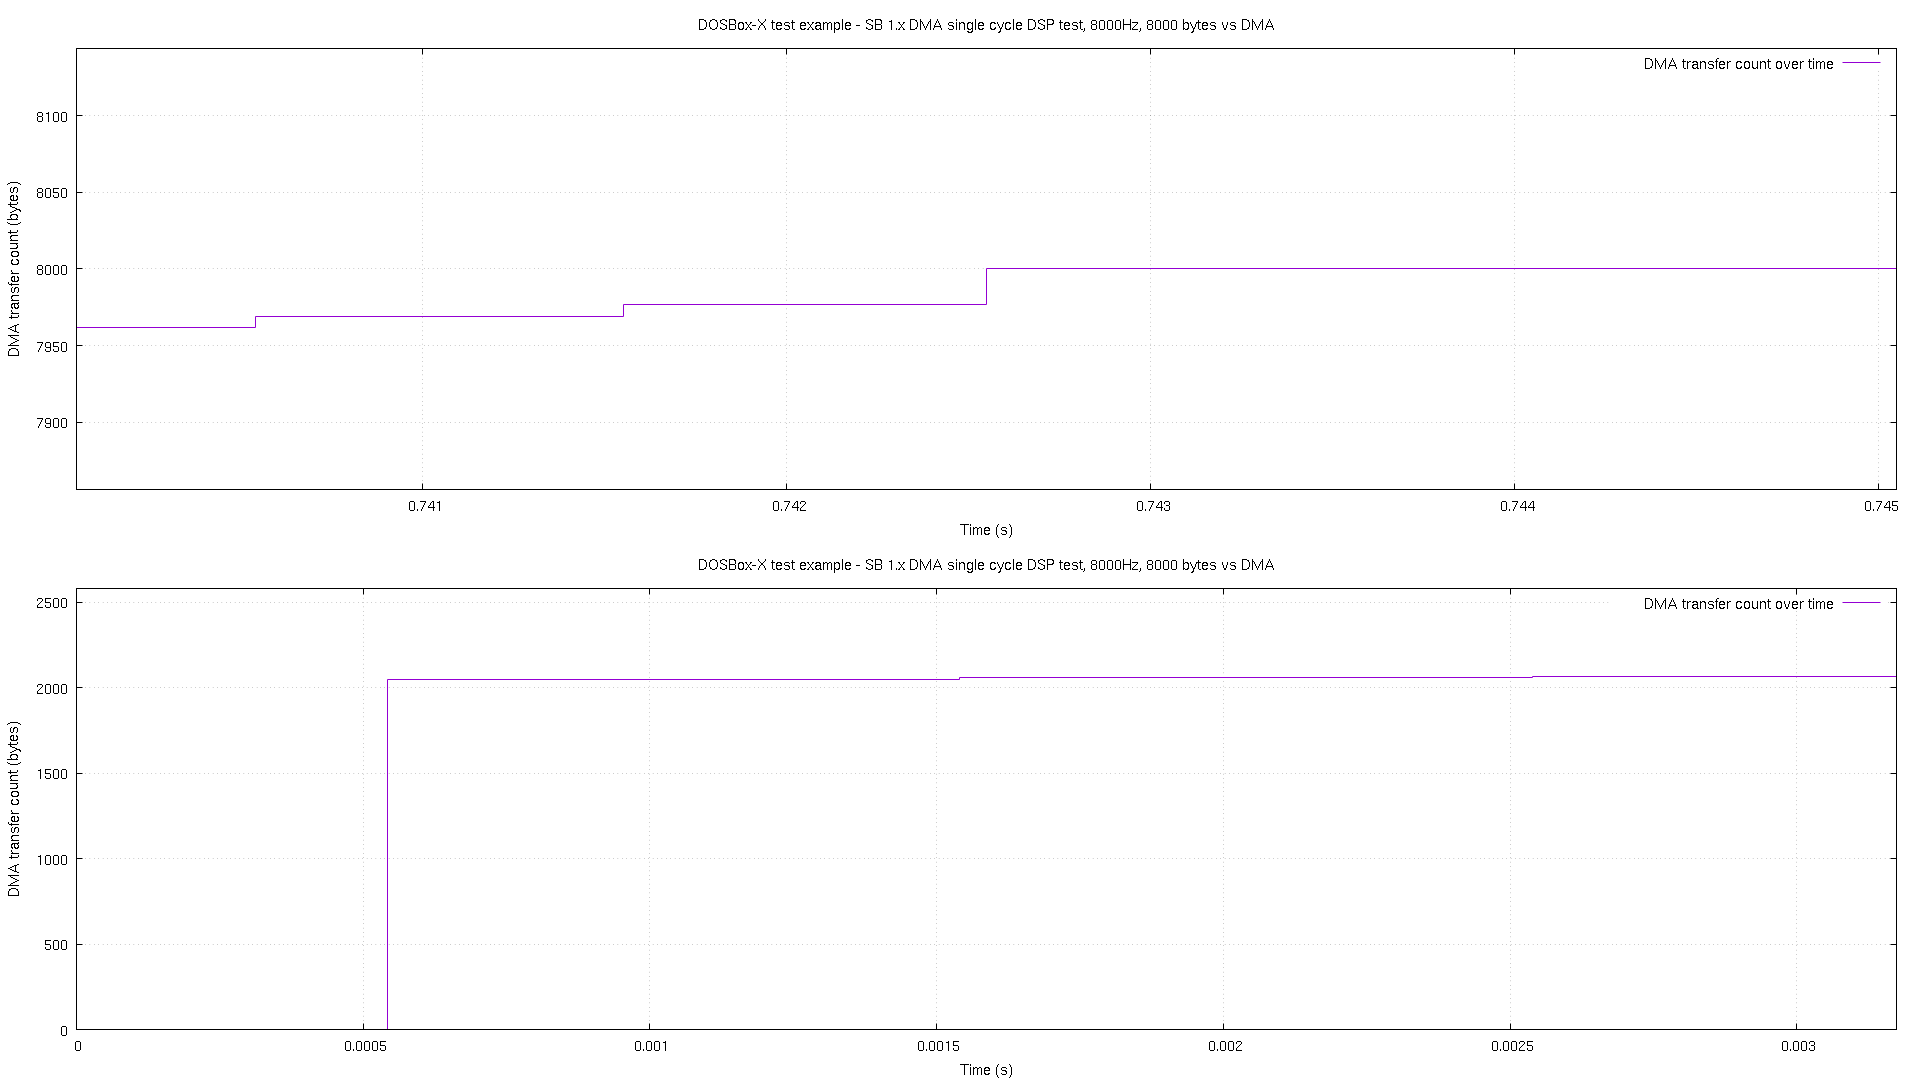 DOSBox-X test example - SB 1.x DMA single cycle DSP test, 8000Hz, 8000 bytes vs DMA
DMA transfer count over time
DMA transfer count (bytes)
8100
8050
8000
7950
7900
0.741 0.742 0.743 0.744 0.745
Time (s)
DOSBox-X test example - SB 1.x DMA single cycle DSP test, 8000Hz, 8000 bytes vs DMA
DMA transfer count over time
DMA transfer count (bytes)
2500
2000
1500
1000
500
0
0 0.0005 0.001 0.0015 0.002 0.0025 0.003
Time (s)